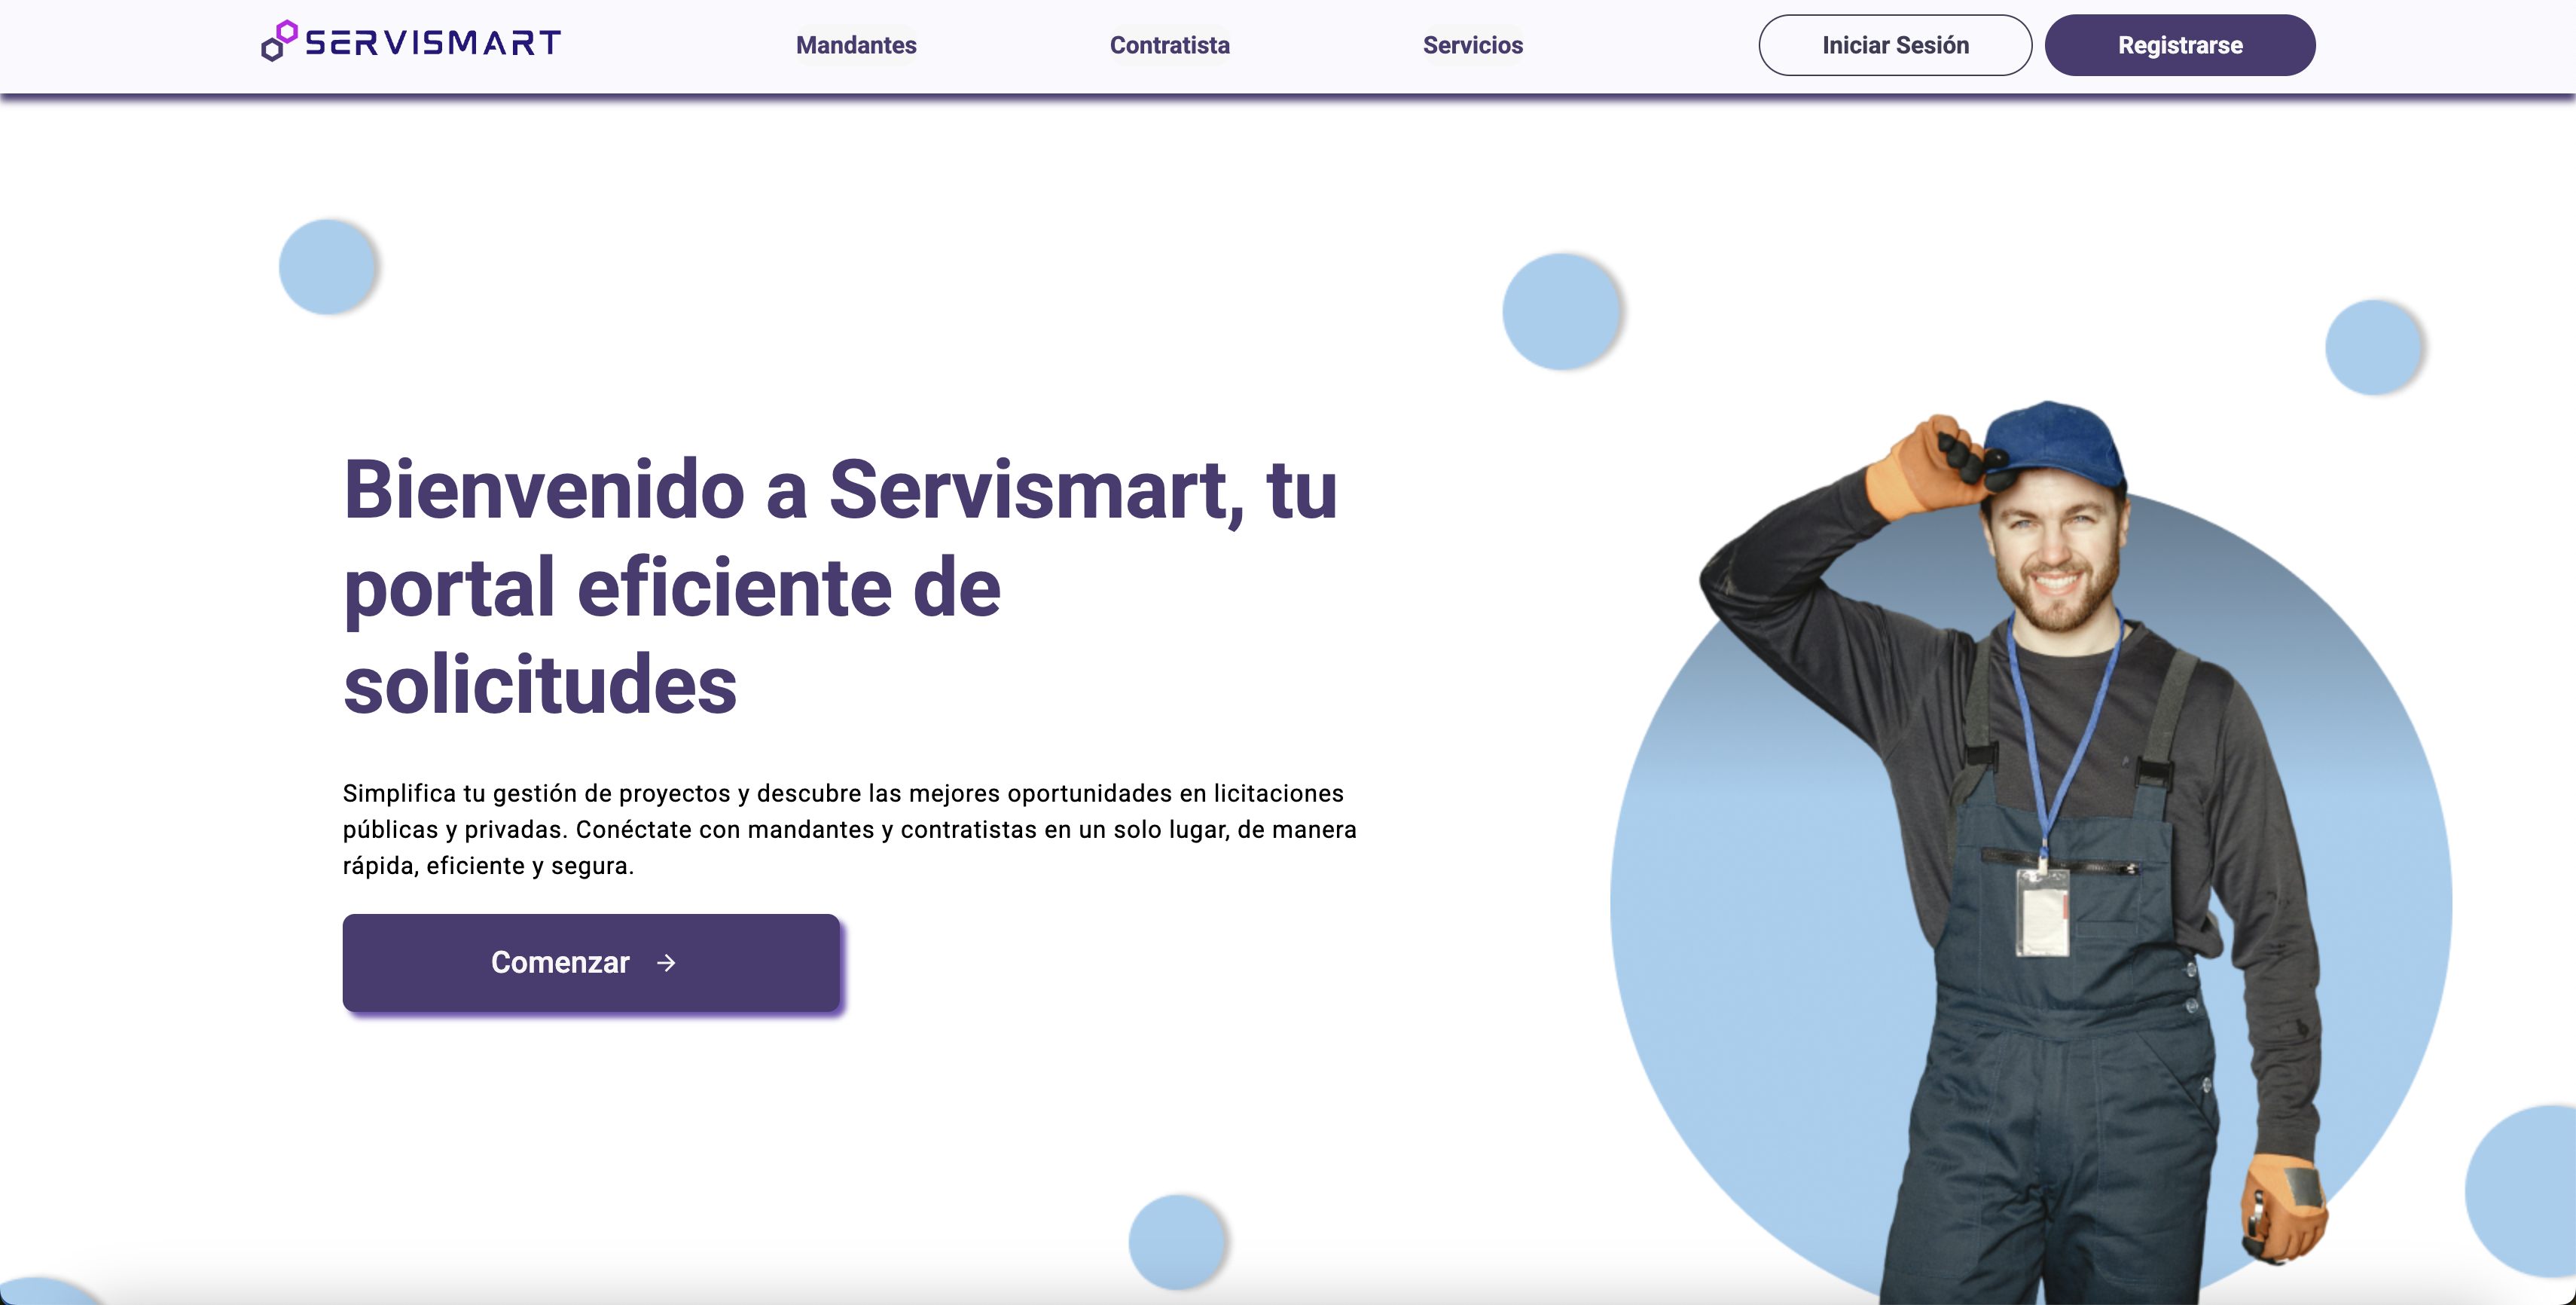 SERVISMART
Mandantes
Contratista
Servicios
Iniciar Sesión
Registrarse
Bienvenido a Servismart, tu
portal eficiente de
solicitudes
Simplifica tu gestión de proyectos y descubre las mejores oportunidades en licitaciones
públicas y privadas. Conéctate con mandantes y contratistas en un solo lugar, de manera
rápida, eficiente y segura.
Comenzar →